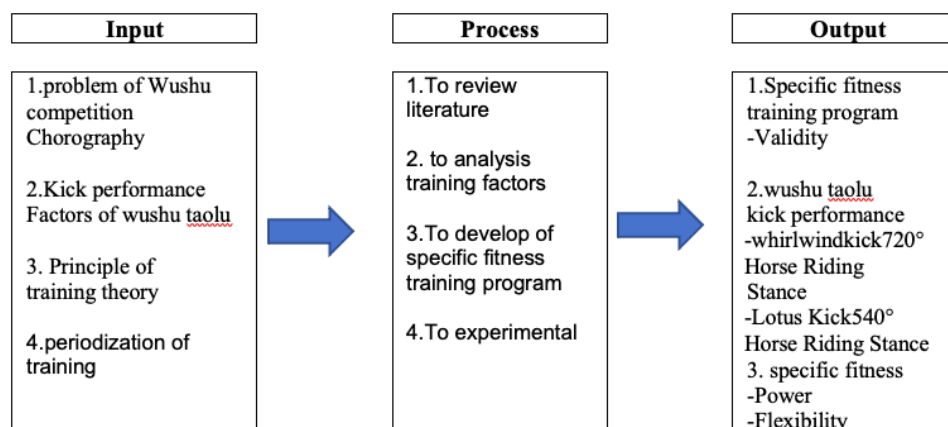 Input
Process
Output
1.problem of Wushu
competition
Chorography
2.Kick performance
Factors of wushu taolu
3. Principle of
training theory
4.periodization of
training
1.To review
literature
2. to analysis
training factors
3.To develop of
specific fitness
training program
4.To experimental
1.Specific fitness
training program
-Validity
2.wushu taolu
kick performance
-whirlwindkick720°
Horse Riding
Stance
-Lotus Kick540°
Horse Riding Stance
3. specific fitness
-Power
-Flexibility